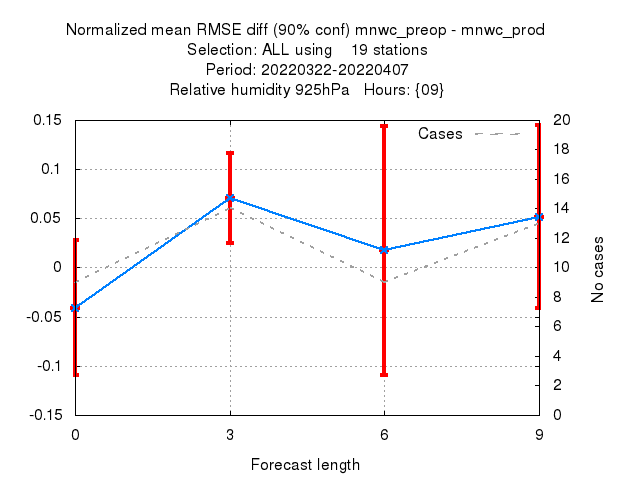 Normalized mean RMSE diff (90% conf) mnwc_preop - mnwc_prod
Selection: ALL using    19 stations
Period: 20220322-20220407
Relative humidity 925hPa   Hours: {09}
Cases
0.15
0.1
0.05
0
-0.05
-0.1
-0.15
20
18
16
14
12
10
8
6
4
2
0
No cases
0 3 6 9
Forecast length